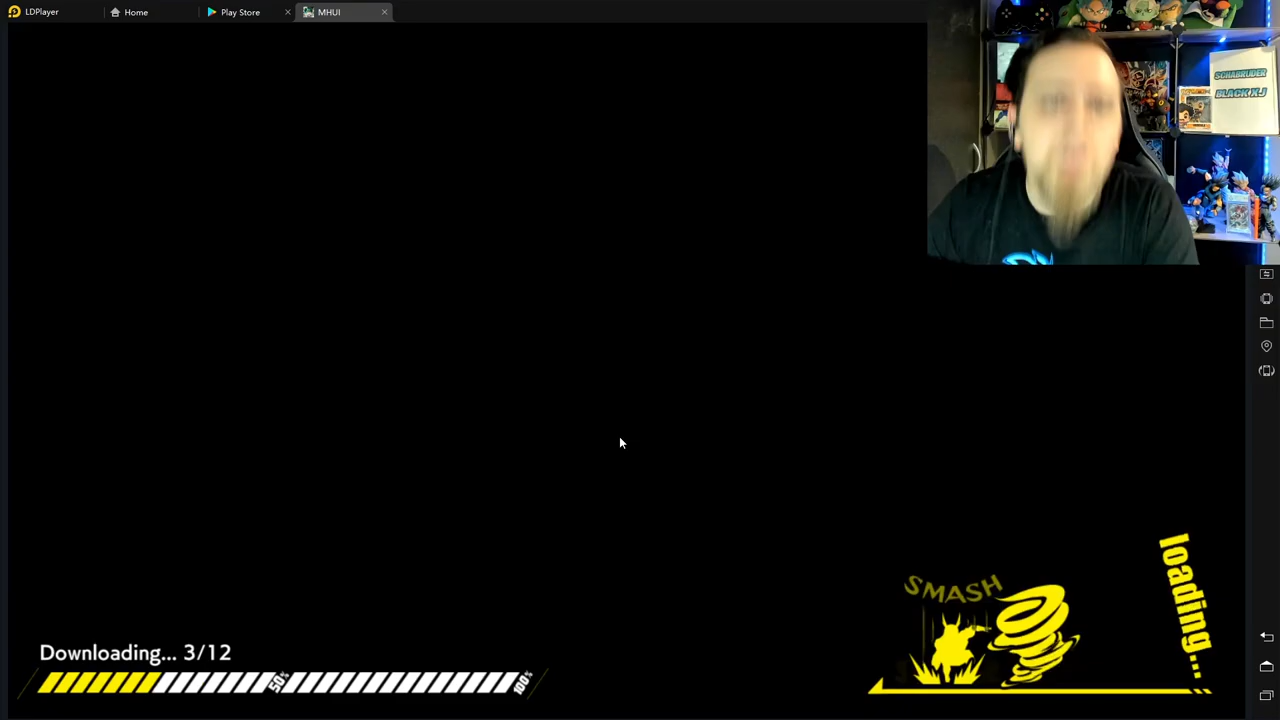 LDPlayer
Home
Play Store
MHUI
SCHABRUDER
BLACK XJ
SMASH
loading...
Downloading... 3/12
50%
100%